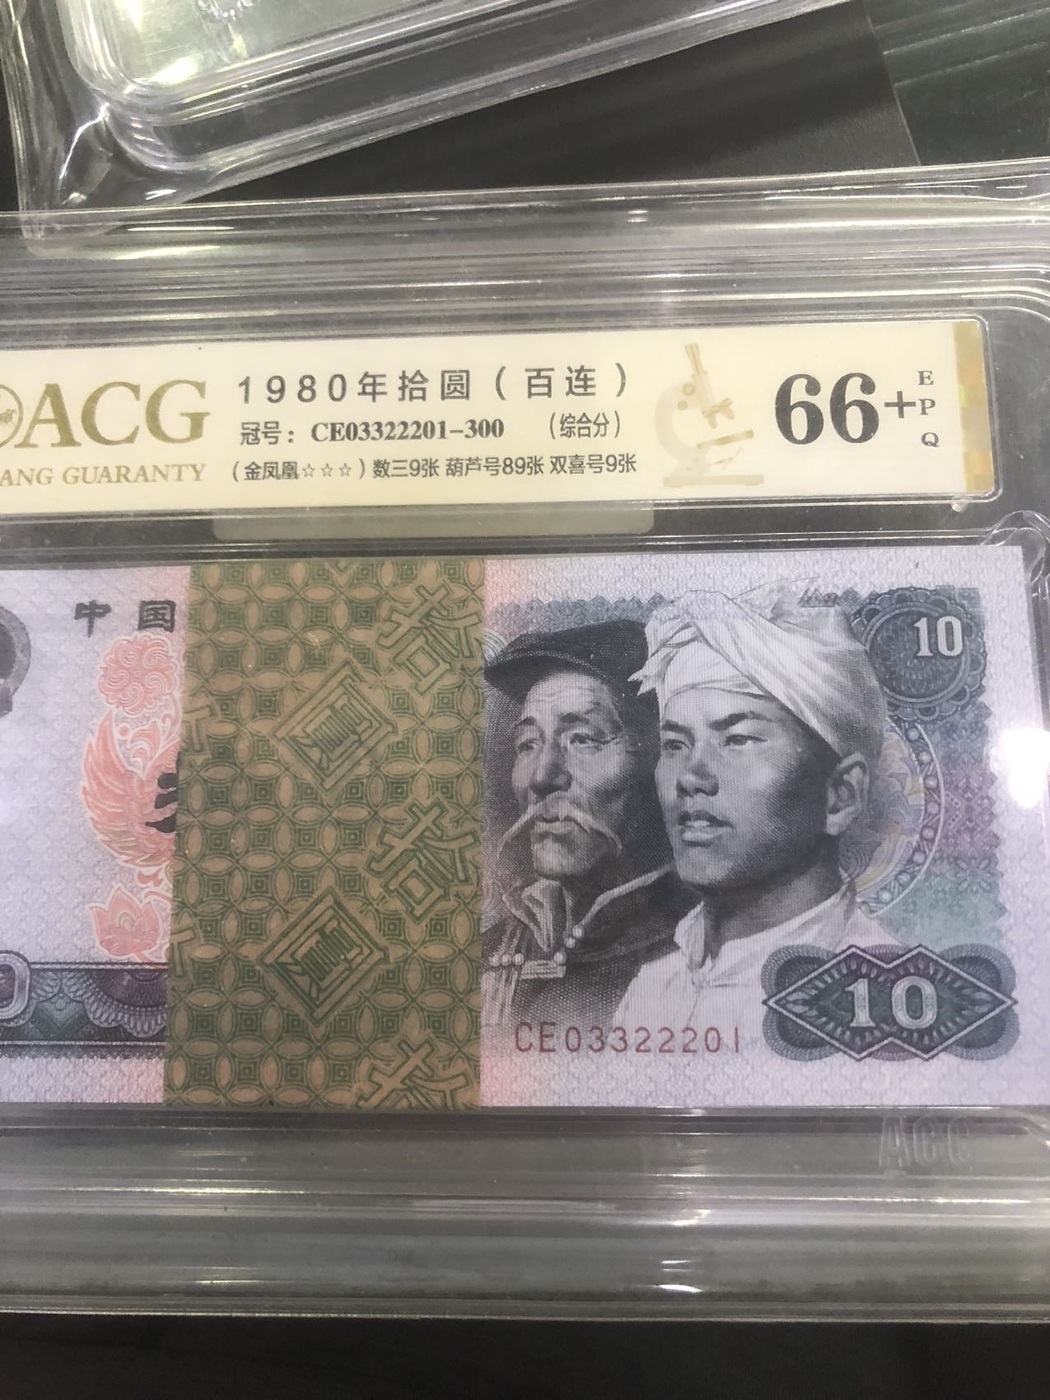 ACG
ANG GUARANTY
1980年拾圆（百连）
冠号：CE03322201-300 （综合分）
（金凤凰☆☆☆）数三9张 葫芦号89张 双喜号9张
66+
EPQ
中国
10
CE03322201
10
ACG